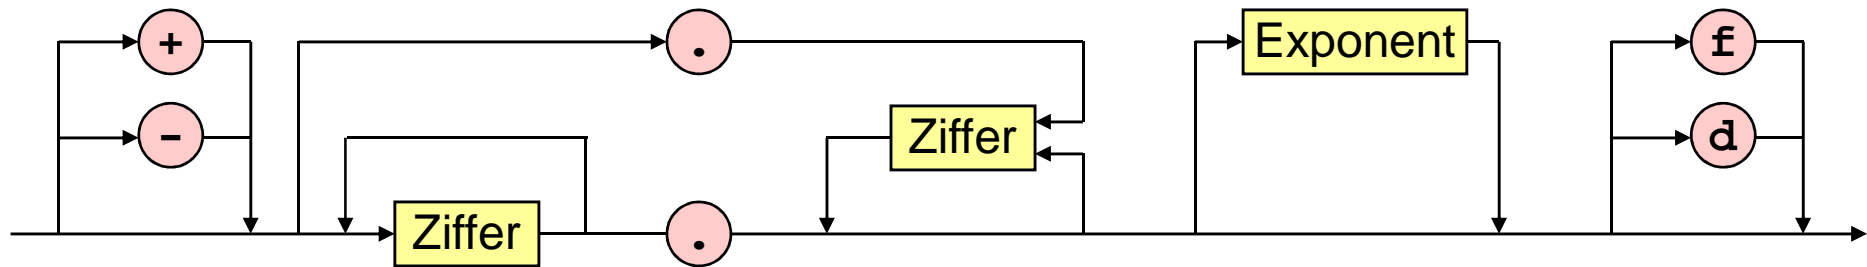 + . Exponent f
- Ziffer d
Ziffer .